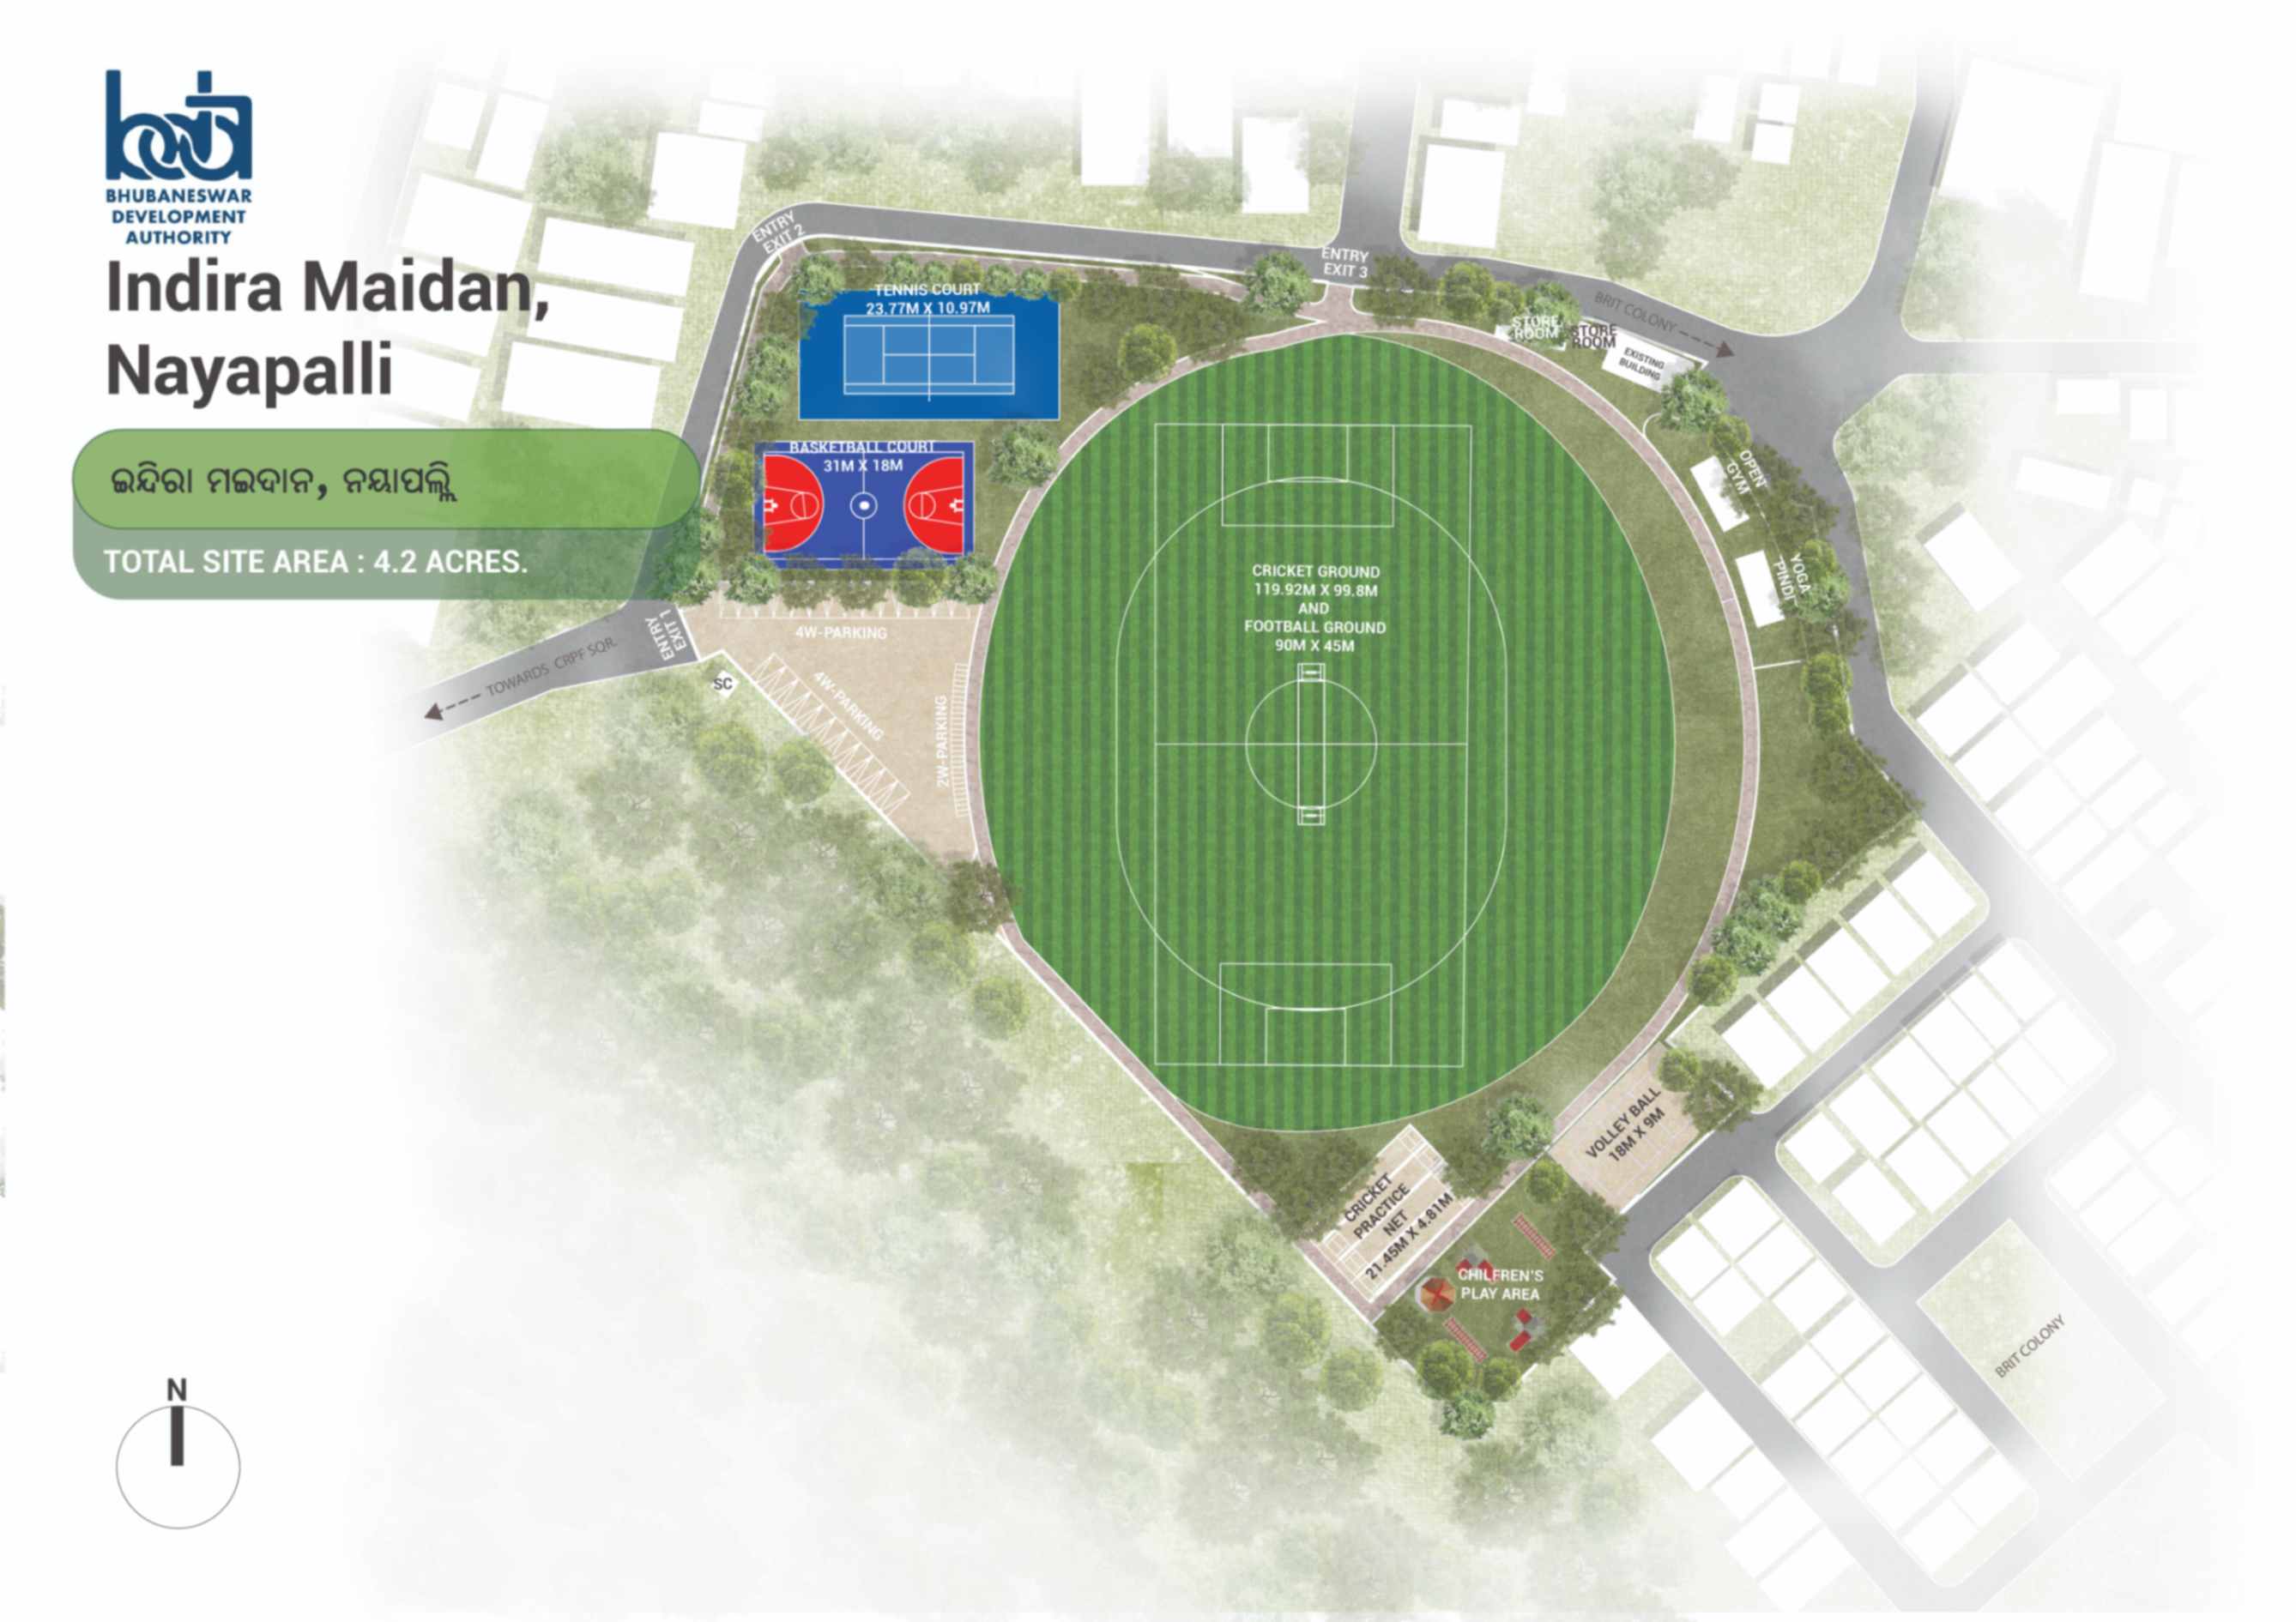 BHUBANESWAR
DEVELOPMENT
AUTHORITY
Indira Maidan,
Nayapalli
ଇନ୍ଦିରା ମଇଦାନ, ନୟାପଲ୍ଲି
TOTAL SITE AREA : 4.2 ACRES.
ENTRY
EXIT 2
ENTRY
EXIT 3
TENNIS COURT
23.77M X 10.97M
BRIT COLONY
STORE
ROOM
STORE
ROOM
EXISTING
BUILDING
BASKETBALL COURT
31M X 18M
OPEN
GYM
YOGA
PINDI
CRICKET GROUND
119.92M X 99.8M
AND
FOOTBALL GROUND
90M X 45M
ENTRY
EXIT 1
TOWARDS CRPF SQR.
4W-PARKING
SC
4W-PARKING
2W-PARKING
VOLLEY BALL
18M X 9M
CRICKET
PRACTICE
NET
21.45M X 4.81M
CHILFREN'S
PLAY AREA
BRIT COLONY
N